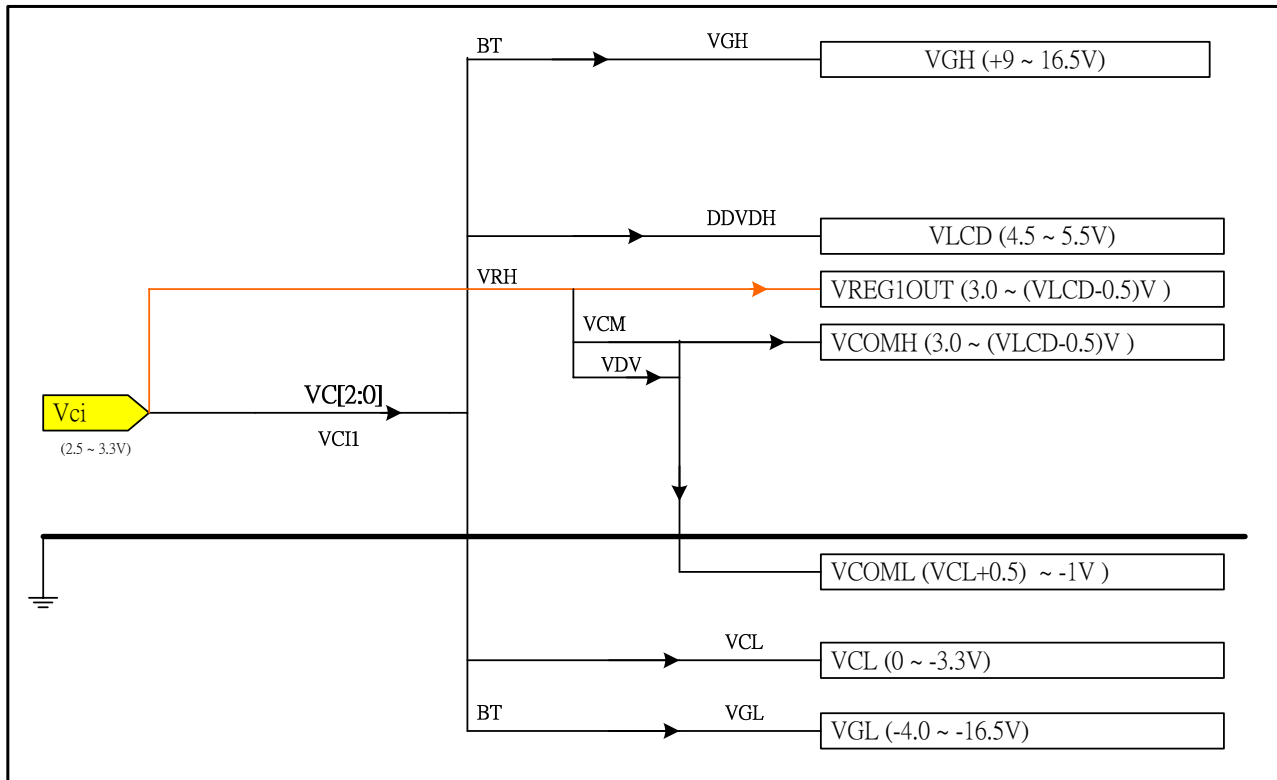 BT
VGH
VGH (+9 ~ 16.5V)
DDVDH
VLCD (4.5 ~ 5.5V)
VRH
VREG1OUT (3.0 ~ (VLCD-0.5)V )
VCM
VCOMH (3.0 ~ (VLCD-0.5)V )
VDV
Vci
VC[2:0]
VCI1
(2.5 ~ 3.3V)
VCOML (VCL+0.5) ~ -1V )
VCL
VCL (0 ~ -3.3V)
BT
VGL
VGL (-4.0 ~ -16.5V)